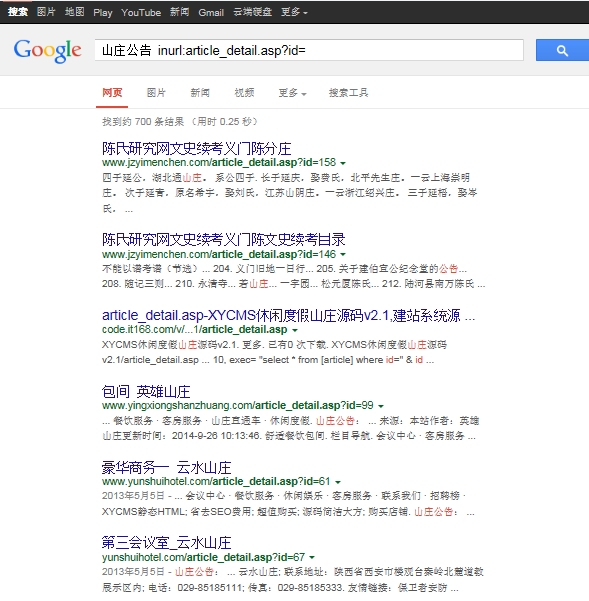 搜索 图片 地图 Play YouTube 新闻 Gmail 云端硬盘 更多
Google 山庄公告 inurl:article_detail.asp?id=
网页 图片 新闻 视频 更多 搜索工具
找到约 700 条结果 （用时 0.25 秒）
陈氏研究网文史续考义门陈分庄
www.jzyimenchen.com/article_detail.asp?id=158
四子延公，湖北通山庄。 系公四子. 长子延庆，娶费氏，北平先生庄。一云上海崇明
庄。 次子延青，原名希宇，娶刘氏，江苏山阴庄。一云浙江绍兴庄。 三子延梧，娶岑
氏， ...
陈氏研究网文史续考义门陈文史续考目录
www.jzyimenchen.com/article_detail.asp?id=146
不能以谱考谱（节选）... 204. 义门旧地一日行... 205. 关于建伯宜公纪念堂的公告...
208. 随记三则... 210. 永清寺... 若山庄... 一字园... 松元厦陈氏... 212. 陆河县南万陈氏 ...
article_detail.asp-XYCMS休闲度假山庄源码v2.1,建站系统源 ...
code.it168.com/v/...1/article_detail.asp
XYCMS休闲度假山庄源码v2.1. 更多. 已有0 次下载. XYCMS休闲度假山庄源码
v2.1/article_detail.asp ... 10, exec= "select * from [article] where id=" & id ...
包间 英雄山庄
www.yingxiongshanzhuang.com/article_detail.asp?id=99
... 餐饮服务 · 客房服务 · 山庄直通车 · 休闲度假. 山庄公告： ... 来源：本站作者：英雄
山庄更新时间：2014-9-26 10:13:46. 舒适餐饮包间. 栏目导航. 会议中心 · 客房服务 ...
豪华商务一 云水山庄
www.yunshuihotel.com/article_detail.asp?id=61
2013年5月5日 - ... 会议中心 · 餐饮服务 · 休闲娱乐 · 客房服务 · 联系我们 · 招聘榜 ·
XYCMS静态HTML; 省去SEO费用; 超值购买; 源码简洁大方; 购买店铺. 山庄公告： ...
第三会议室_云水山庄
yunshuihotel.com/article_detail.asp?id=67
2013年5月5日 - 山庄公告： ... 云水山庄; 联系地址：陕西省西安市楼观台秦岭北麓道教
展示区内; 电话：029-85185111; 传真：029-85185333. 友情链接：保卫者安防 ...